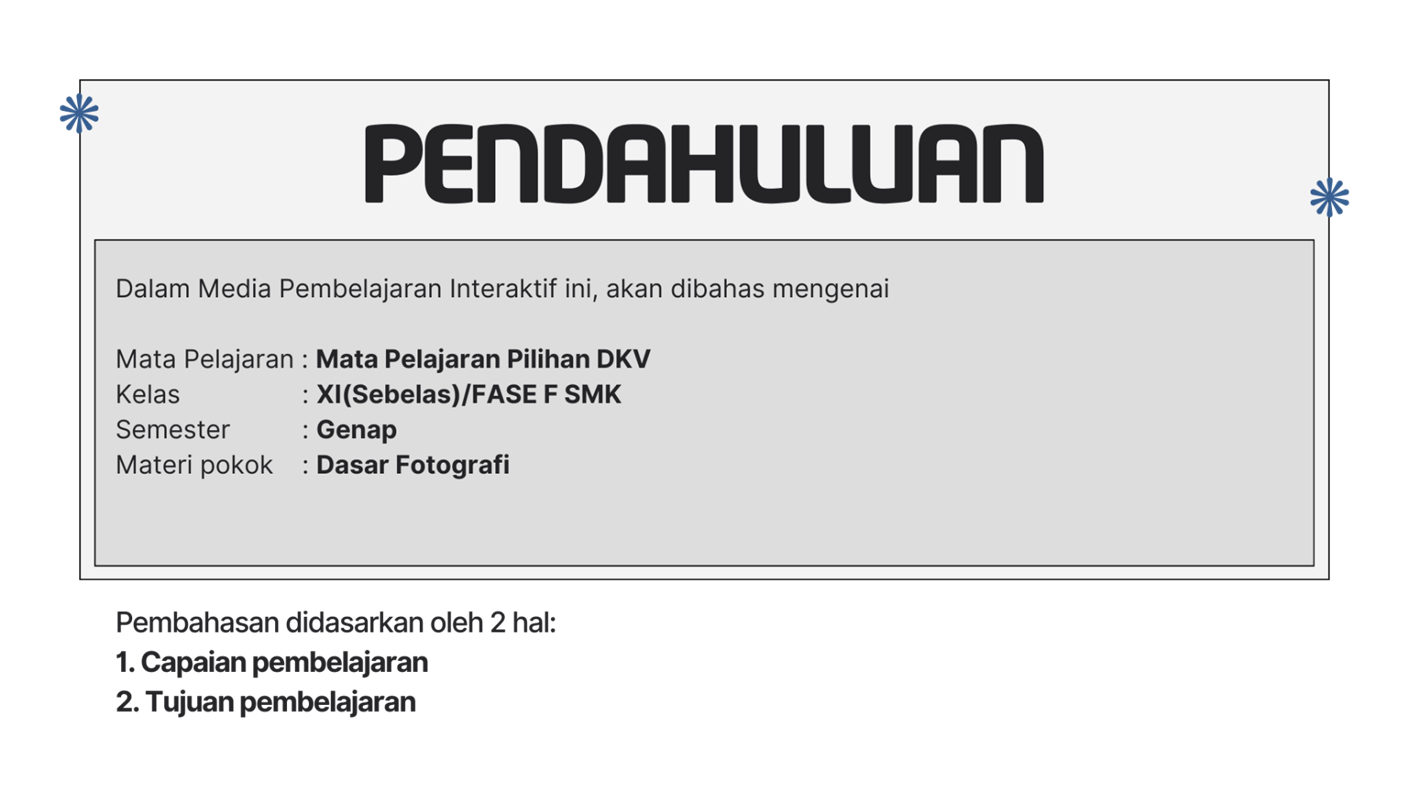 PENDAHULUAN
Dalam Media Pembelajaran Interaktif ini, akan dibahas mengenai
Mata Pelajaran : Mata Pelajaran Pilihan DKV
Kelas : XI(Sebelas)/FASE F SMK
Semester : Genap
Materi pokok : Dasar Fotografi
Pembahasan didasarkan oleh 2 hal:
1. Capaian pembelajaran
2. Tujuan pembelajaran